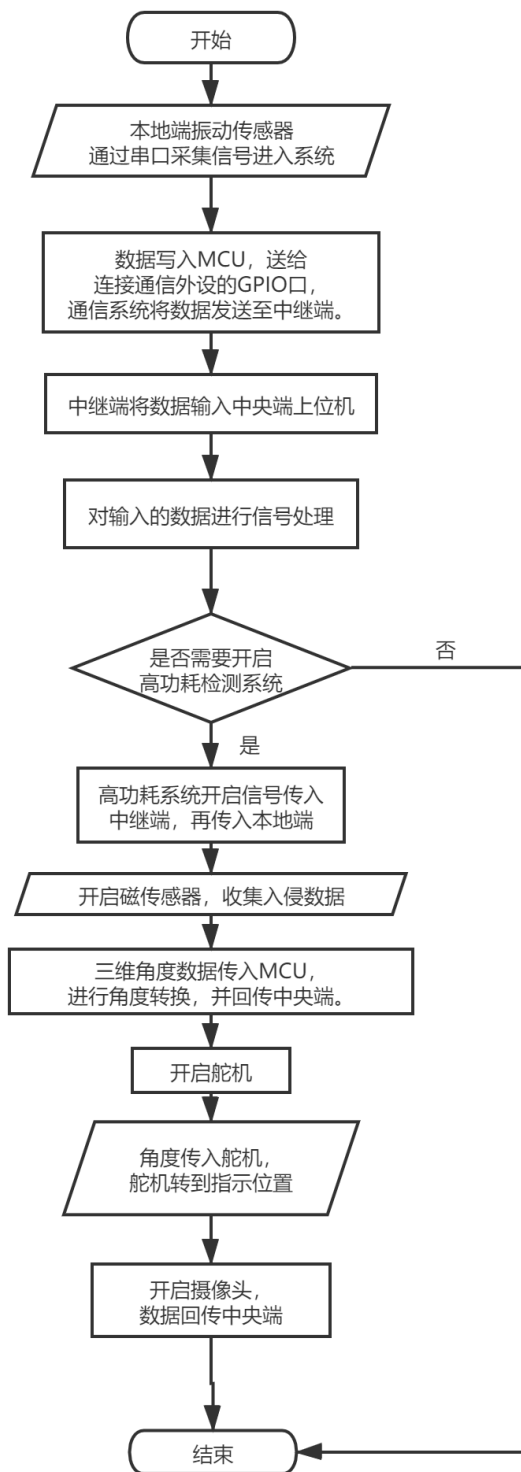 开始
本地端振动传感器
通过串口采集信号进入系统
数据写入MCU，送给
连接通信外设的GPIO口，
通信系统将数据发送至中继端。
中继端将数据输入中央端上位机
对输入的数据进行信号处理
是否需要开启
高功耗检测系统
否
是
高功耗系统开启信号传入
中继端，再传入本地端
开启磁传感器，收集入侵数据
三维角度数据传入MCU，
进行角度转换，并回传中央端。
开启舵机
角度传入舵机，
舵机转到指示位置
开启摄像头，
数据回传中央端
结束